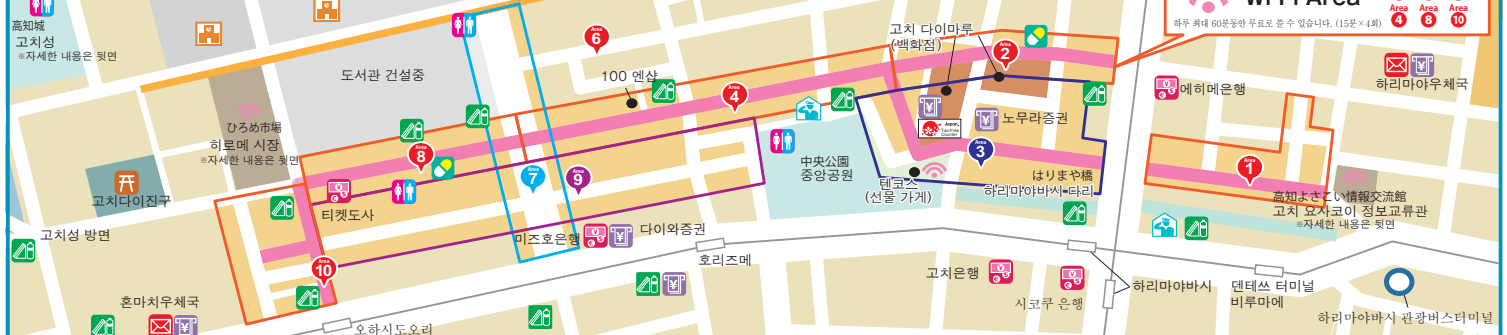 高知城
고치성
※자세한 내용은 뒷면
도서관 건설중
ひろめ市場
히로메 시장
※자세한 내용은 뒷면
고치다이진구
고치성 방면
혼마치우체국
티켓도사
Area
8
Area
10
Area
7
Area
9
Area
6
100 엔샵
Area
4
미즈호은행
다이와증권
호리즈메
오하시도오리
中央公園
중앙공원
고치 다이마루
(백화점)
Area
2
노무라증권
Japan.
Tax-Free
Counter
Area
3
텐코스
(선물 가게)
はりまや橋
하리마야바시 다리
Wi-Fi Area
하루 최대 60분동안 무료로 쓸 수 있습니다. (15분×4회)
Area
4
Area
8
Area
10
에히메은행
하리마야우체국
Area
1
高知よさこい情報交流館
고치 요자코이 정보교류관
※자세한 내용은 뒷면
고치은행
시코쿠 은행
하리마야바시
덴테쓰 터미널
비루마에
하리마야바시 관광버스터미널